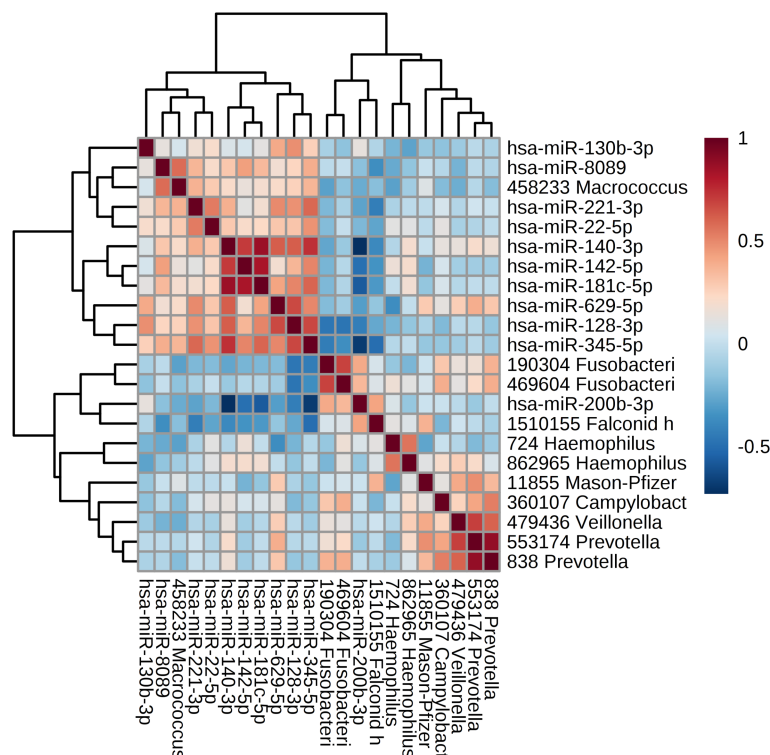 1
0.5
0
-0.5
hsa-miR-130b-3p
hsa-miR-8089
458233 Macrococcus
hsa-miR-221-3p
hsa-miR-22-5p
hsa-miR-140-3p
hsa-miR-142-5p
hsa-miR-181c-5p
hsa-miR-629-5p
hsa-miR-128-3p
hsa-miR-345-5p
190304 Fusobacteri
469604 Fusobacteri
hsa-miR-200b-3p
1510155 Falconid h
724 Haemophilus
862965 Haemophilus
11855 Mason-Pfizer
360107 Campylobact
479436 Veillonella
553174 Prevotella
838 Prevotella
hsa-miR-130b-3p
hsa-miR-8089
458233 Macrococcus
hsa-miR-221-3p
hsa-miR-22-5p
hsa-miR-140-3p
hsa-miR-142-5p
hsa-miR-181c-5p
hsa-miR-629-5p
hsa-miR-128-3p
hsa-miR-345-5p
190304 Fusobacteri
469604 Fusobacteri
hsa-miR-200b-3p
1510155 Falconid h
724 Haemophilus
862965 Haemophilus
11855 Mason-Pfizer
360107 Campylobact
479436 Veillonella
553174 Prevotella
838 Prevotella